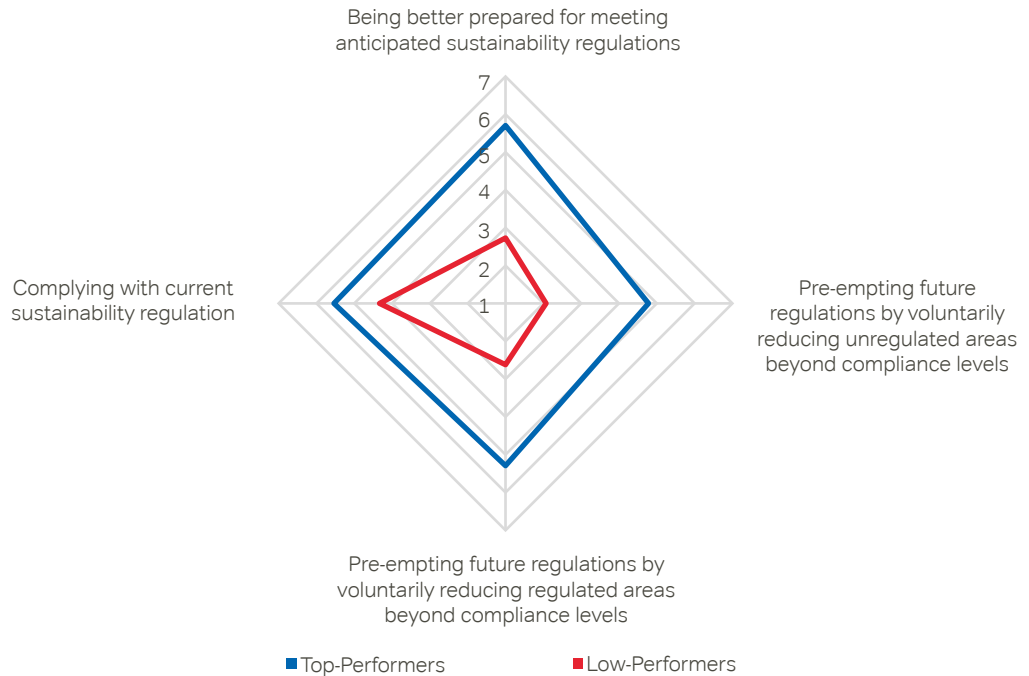 Being better prepared for meeting
anticipated sustainability regulations
7
6
5
4
3
2
1
Complying with current
sustainability regulation
Pre-empting future
regulations by voluntarily
reducing unregulated areas
beyond compliance levels
Pre-empting future regulations by
voluntarily reducing regulated areas
beyond compliance levels
Top-Performers
Low-Performers